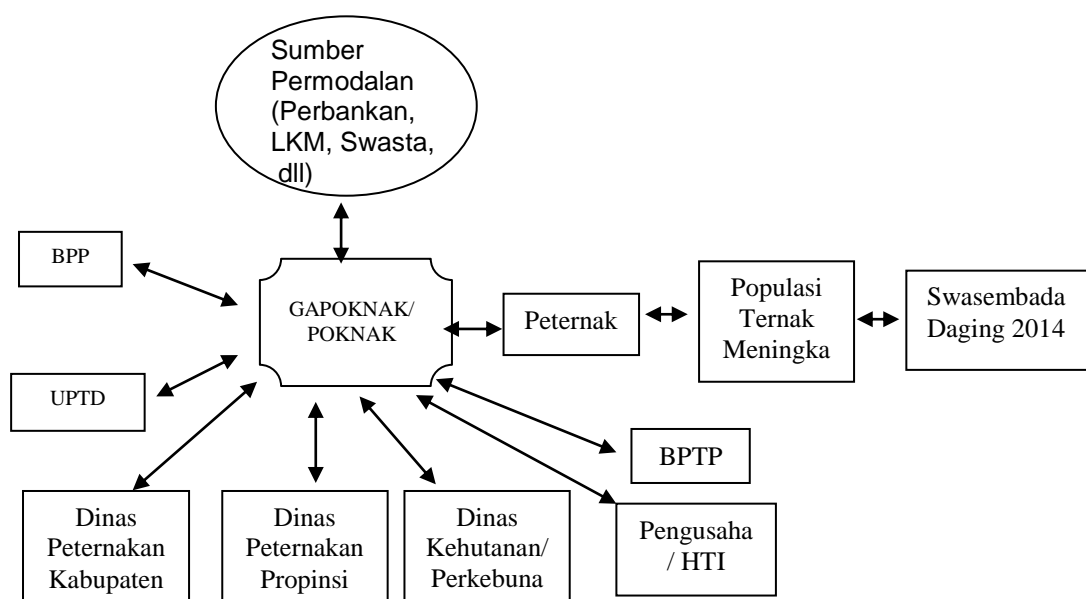 Sumber
Permodalan
(Perbankan,
LKM, Swasta,
dll)
BPP
GAPOKNAK/
POKNAK
Peternak
Populasi
Ternak
Meningka
Swasembada
Daging 2014
UPTD
BPTP
Dinas
Peternakan
Kabupaten
Dinas
Peternakan
Propinsi
Dinas
Kehutanan/
Perkebuna
Pengusaha
/ HTI